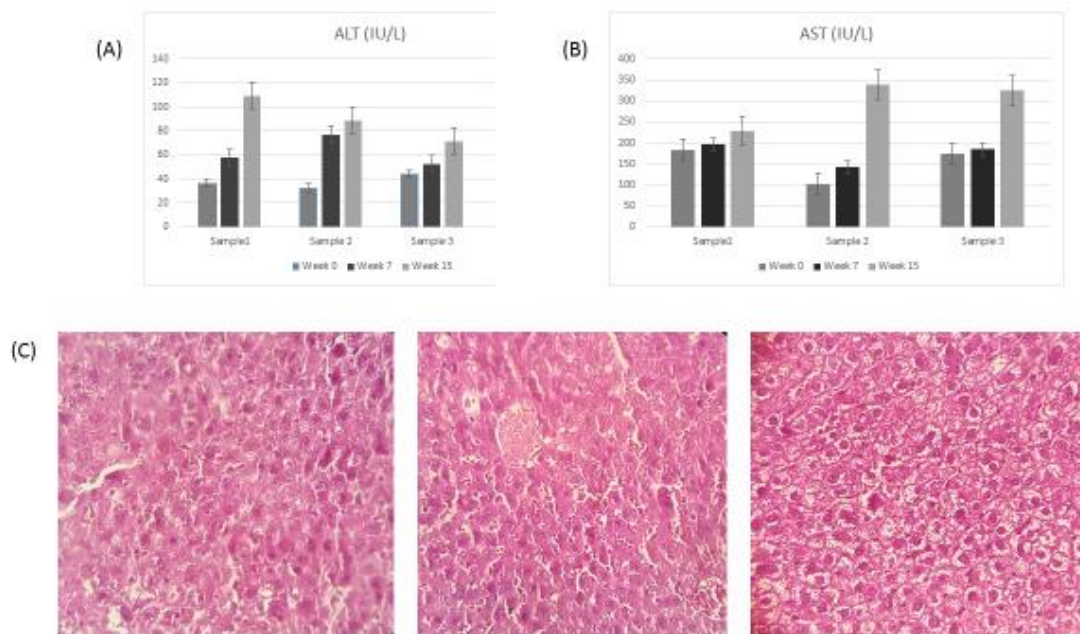 (A)
ALT (IU/L)
140
120
100
80
60
40
20
0
Sample1 Sample 2 Sample 3
Week 0 Week 7 Week 15
(B)
AST (IU/L)
400
350
300
250
200
150
100
50
0
Sample1 Sample 2 Sample 3
Week 0 Week 7 Week 15
(C)